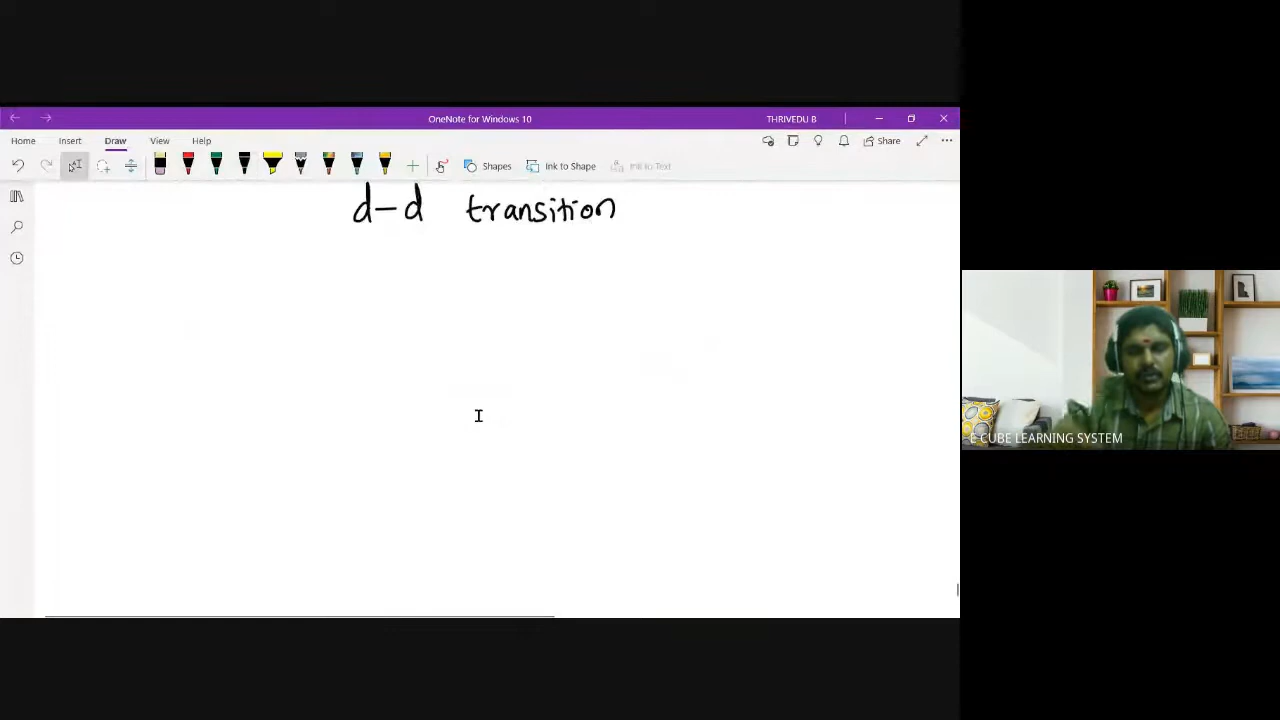 OneNote for Windows 10
THRIVEDU B
Home Insert Draw View Help
Share
Shapes Ink to Shape Ink to Text
d-d transition
E CUBE LEARNING SYSTEM